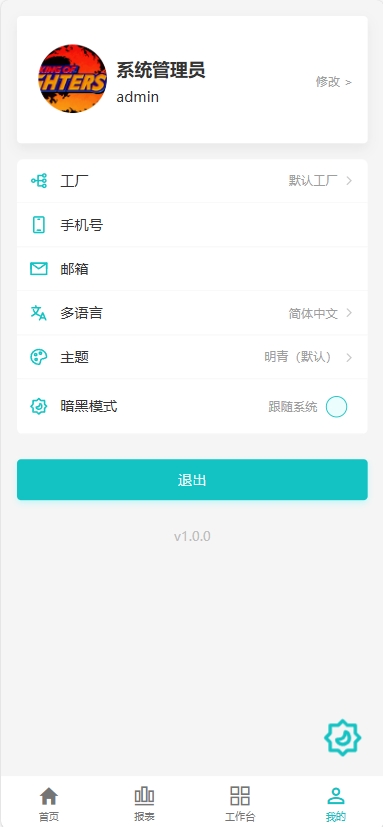 KING OF
FIGHTERS
系统管理员
admin
修改 >
工厂 默认工厂
手机号
邮箱
多语言 简体中文
主题 明青（默认）
暗黑模式 跟随系统
退出
v1.0.0
首页 报表 工作台 我的